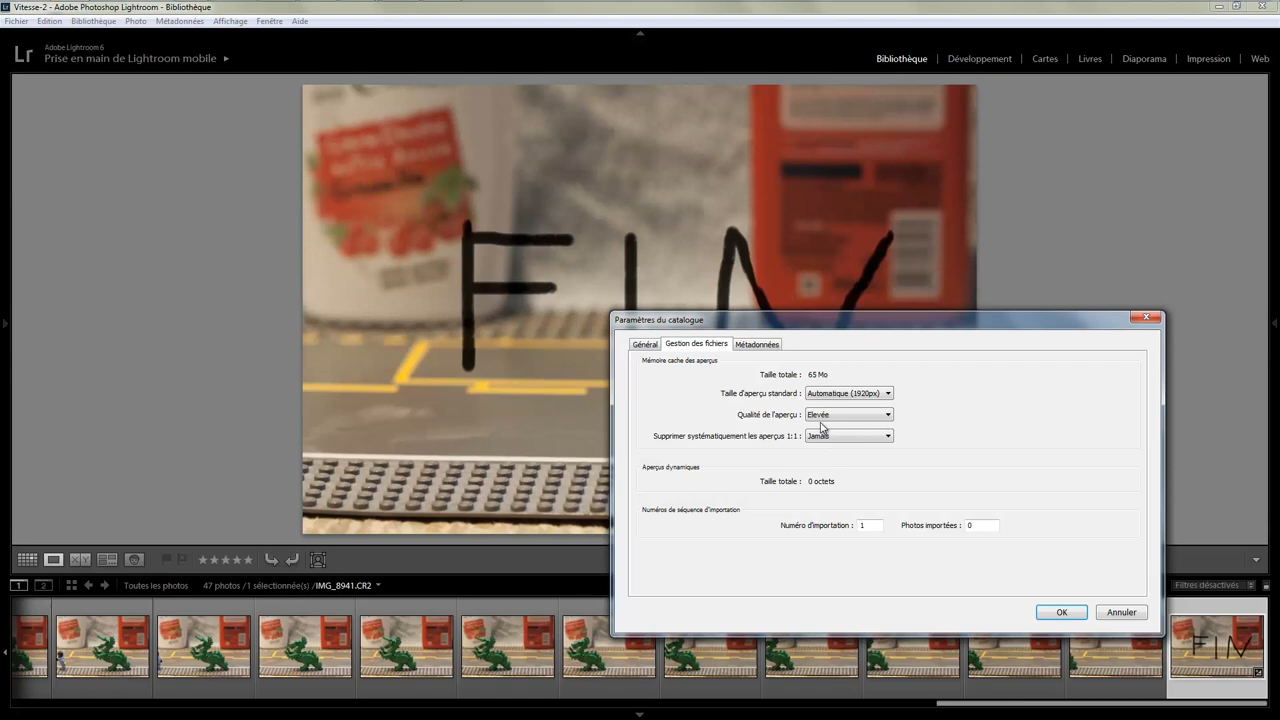 Vitesse-2 - Adobe Photoshop Lightroom - Bibliothèque
Fichier Edition Bibliothèque Photo Métadonnées Affichage Fenêtre Aide
Lr
Adobe Lightroom 6
Prise en main de Lightroom mobile
Bibliothèque | Développement | Cartes | Livres | Diaporama | Impression | Web
FIN
Paramètres du catalogue
Général Gestion des fichiers Métadonnées
Mémoire cache des aperçus
Taille totale : 65 Mo
Taille d'aperçu standard : Automatique (1920px)
Qualité de l'aperçu : Elevée
Supprimer systématiquement les aperçus 1:1 : Jamais
Aperçus dynamiques
Taille totale : 0 octets
Numéros de séquence d'importation
Numéro d'importation : 1 Photos importées : 0
OK Annuler
XY
1 2 Toutes les photos 47 photos /1 sélectionnée(s) /IMG_8941.CR2 Filtres désactivés
FIN